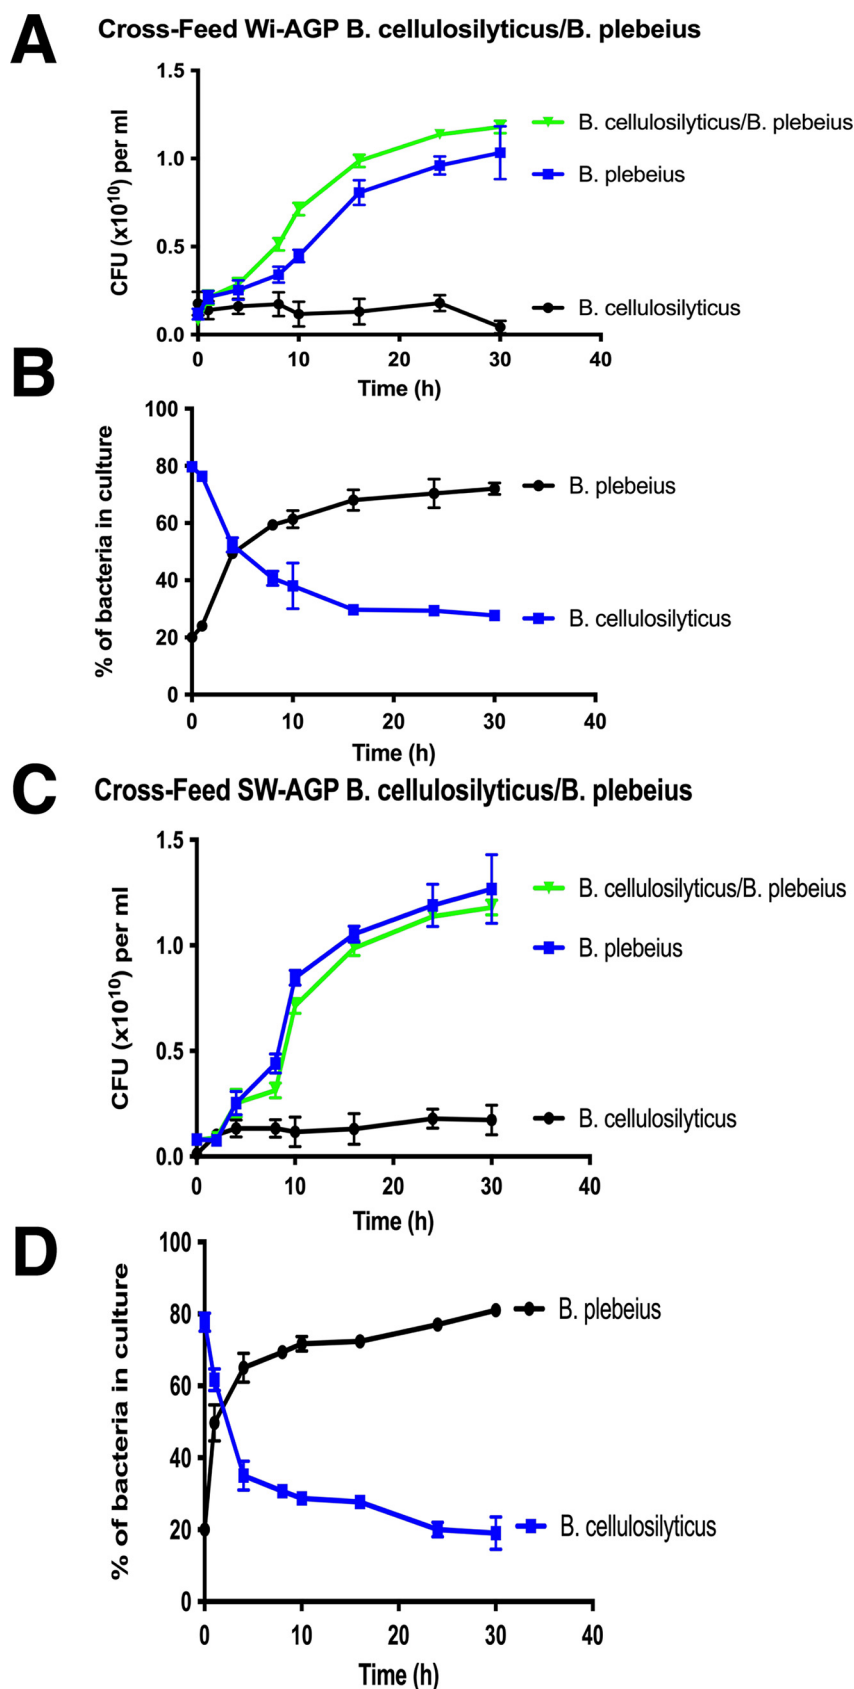 A
Cross-Feed Wi-AGP B. cellulosilyticus/B. plebeius
CFU (x10¹⁰) per ml
1.5
1.0
0.5
0.0
0 10 20 30 40
Time (h)
B. cellulosilyticus/B. plebeius
B. plebeius
B. cellulosilyticus
B
% of bacteria in culture
100
80
60
40
20
0
0 10 20 30 40
Time (h)
B. plebeius
B. cellulosilyticus
C
Cross-Feed SW-AGP B. cellulosilyticus/B. plebeius
CFU (x10¹⁰) per ml
1.5
1.0
0.5
0.0
0 10 20 30 40
Time (h)
B. cellulosilyticus/B. plebeius
B. plebeius
B. cellulosilyticus
D
% of bacteria in culture
100
80
60
40
20
0
0 10 20 30 40
Time (h)
B. plebeius
B. cellulosilyticus